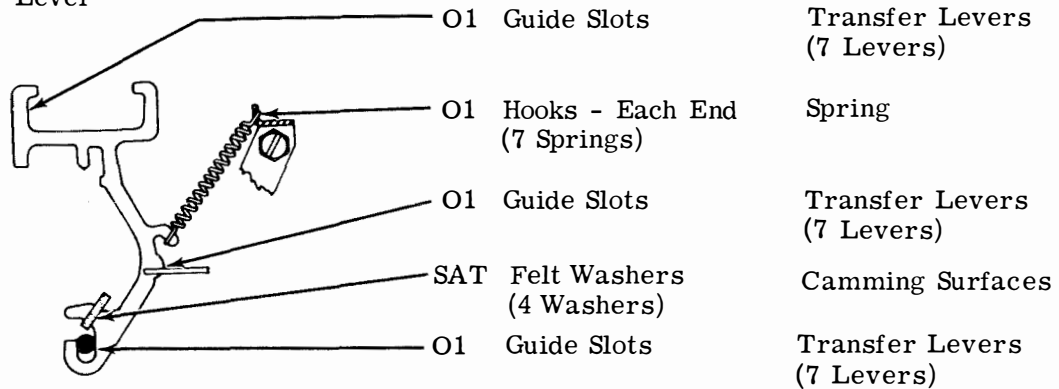 Lever
O1 Guide Slots Transfer Levers
(7 Levers)
O1 Hooks - Each End Spring
(7 Springs)
O1 Guide Slots Transfer Levers
(7 Levers)
SAT Felt Washers Camming Surfaces
(4 Washers)
O1 Guide Slots Transfer Levers
(7 Levers)